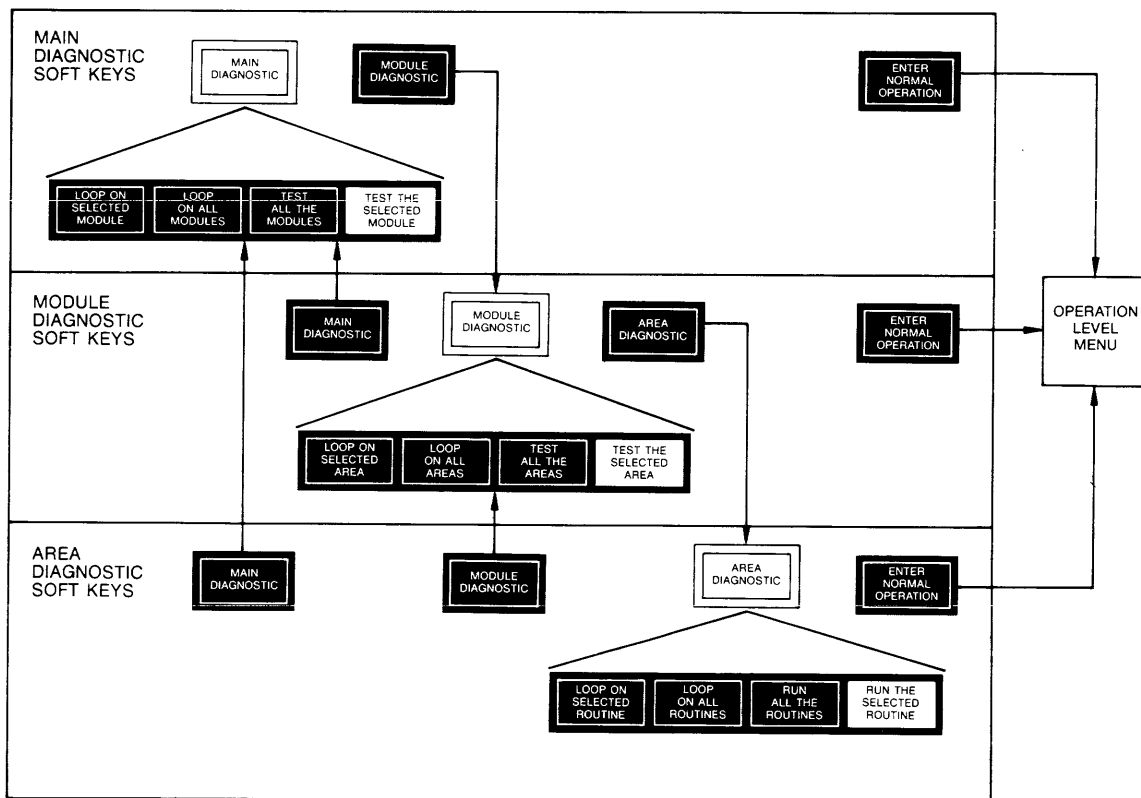 MAIN
DIAGNOSTIC
SOFT KEYS
MAIN
DIAGNOSTIC
MODULE
DIAGNOSTIC
ENTER
NORMAL
OPERATION
LOOP ON
SELECTED
MODULE
LOOP
ON ALL
MODULES
TEST
ALL THE
MODULES
TEST THE
SELECTED
MODULE
MODULE
DIAGNOSTIC
SOFT KEYS
MAIN
DIAGNOSTIC
MODULE
DIAGNOSTIC
AREA
DIAGNOSTIC
ENTER
NORMAL
OPERATION
OPERATION
LEVEL
MENU
LOOP ON
SELECTED
AREA
LOOP
ON ALL
AREAS
TEST
ALL THE
AREAS
TEST THE
SELECTED
AREA
AREA
DIAGNOSTIC
SOFT KEYS
MAIN
DIAGNOSTIC
MODULE
DIAGNOSTIC
AREA
DIAGNOSTIC
ENTER
NORMAL
OPERATION
LOOP ON
SELECTED
ROUTINE
LOOP
ON ALL
ROUTINES
RUN
ALL THE
ROUTINES
RUN THE
SELECTED
ROUTINE